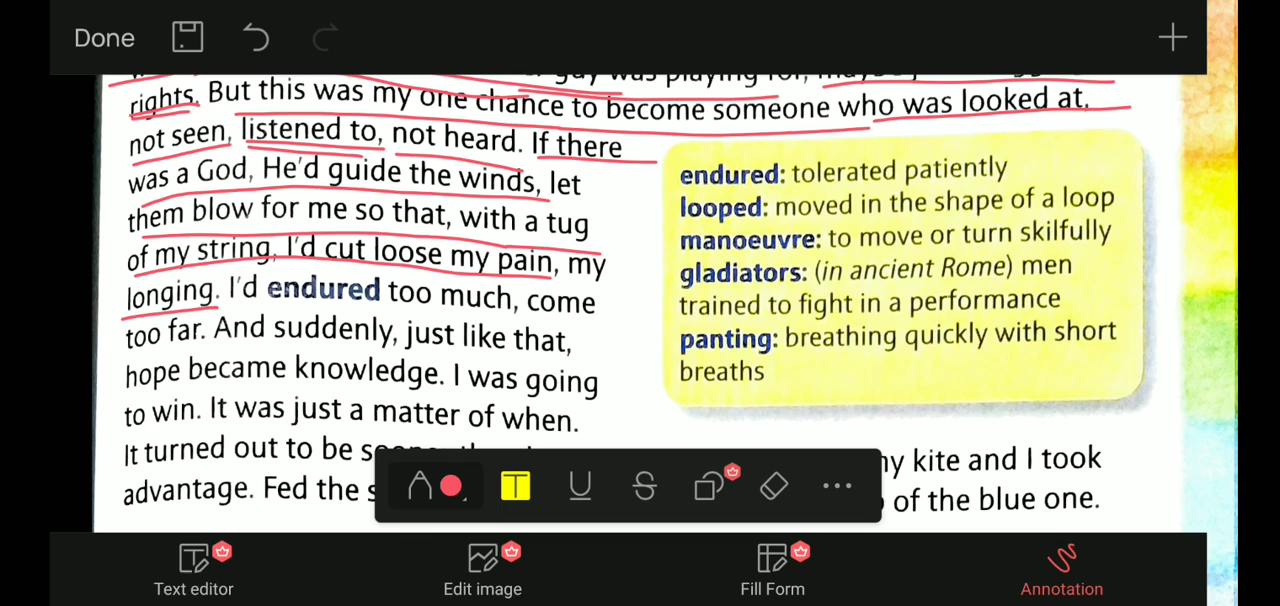 Done
guy was playing for, maybe
rights. But this was my one chance to become someone who was looked at,
not seen, listened to, not heard. If there
was a God, He'd guide the winds, let
them blow for me so that, with a tug
of my string, I'd cut loose my pain, my
longing. I'd endured too much, come
too far. And suddenly, just like that,
hope became knowledge. I was going
to win. It was just a matter of when.
It turned out to be
advantage. Fed the
endured: tolerated patiently
looped: moved in the shape of a loop
manoeuvre: to move or turn skilfully
gladiators: (in ancient Rome) men
trained to fight in a performance
panting: breathing quickly with short
breaths
my kite and I took
of the blue one.
T
U
S
Text editor
Edit image
Fill Form
Annotation